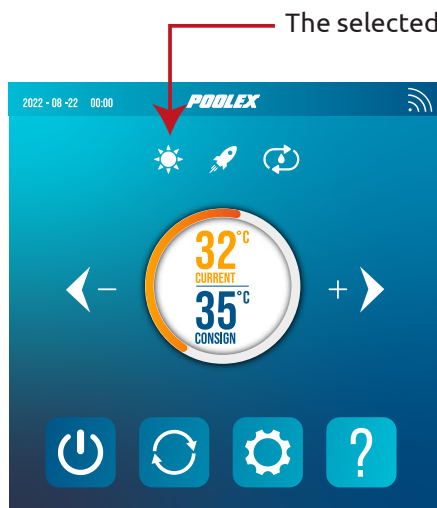 The selected
2022 - 08 -22 00:00 POOLEX
32°C
CURRENT
35°C
CONSIGN
- +
?